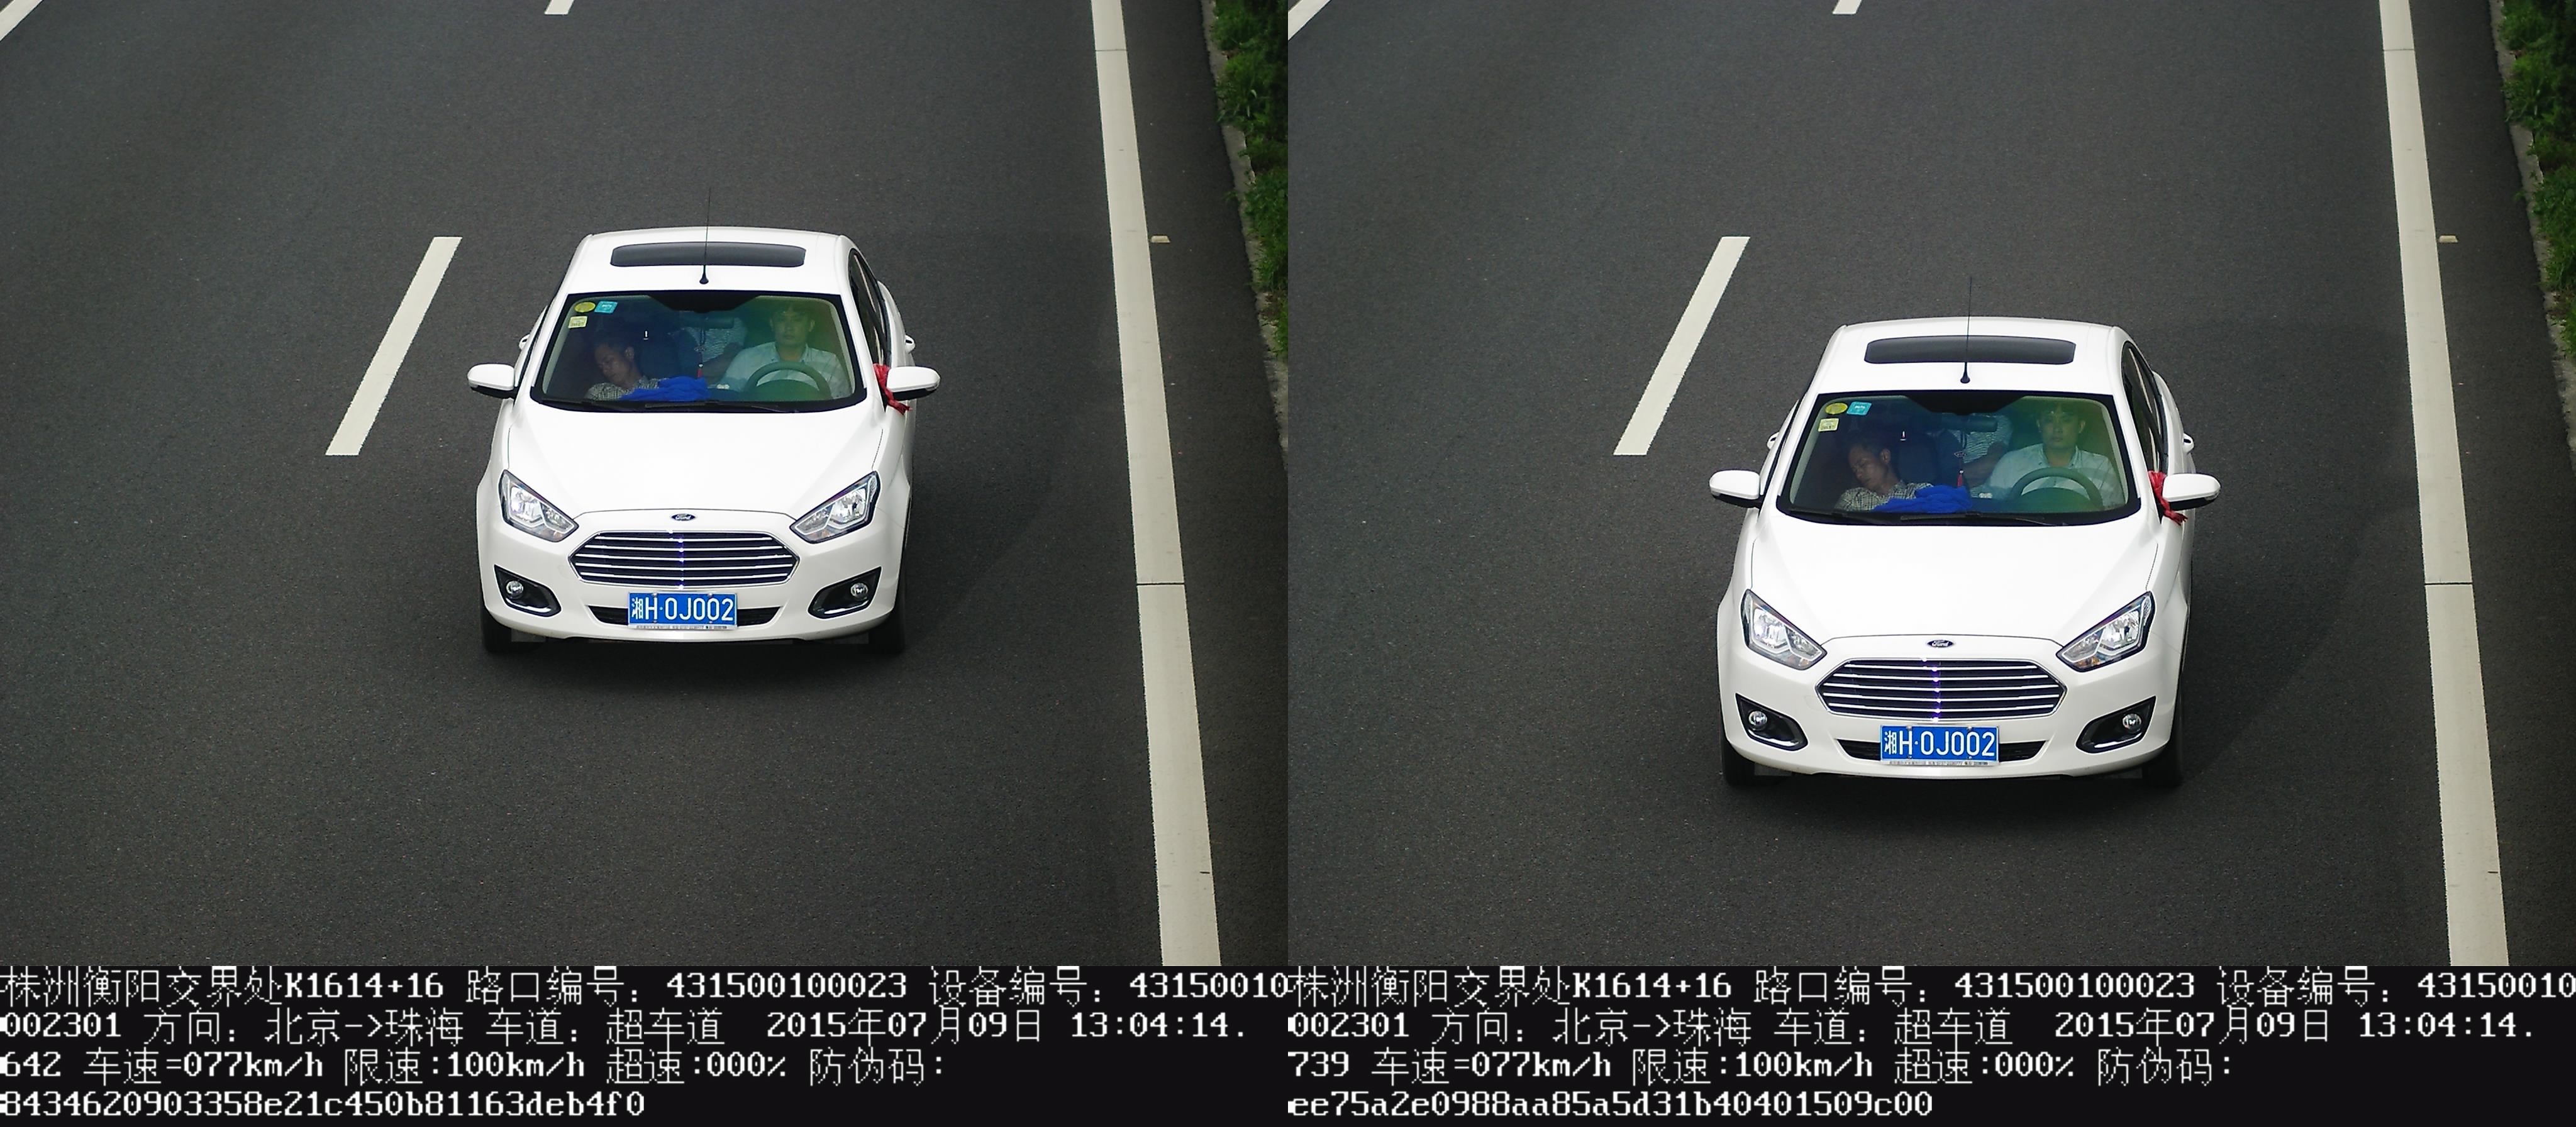 湘H·0J002
湘H·0J002
株洲衡阳交界处K1614+16 路口编号: 431500100023 设备编号: 43150010
002301 方向: 北京->珠海 车道: 超车道 2015年07月09日 13:04:14.
642 车速=077km/h 限速:100km/h 超速:000% 防伪码:
8434620903358e21c450b81163deb4f0
株洲衡阳交界处K1614+16 路口编号: 431500100023 设备编号: 43150010
002301 方向: 北京->珠海 车道: 超车道 2015年07月09日 13:04:14.
739 车速=077km/h 限速:100km/h 超速:000% 防伪码:
ee75a2e0988aa85a5d31b40401509c00